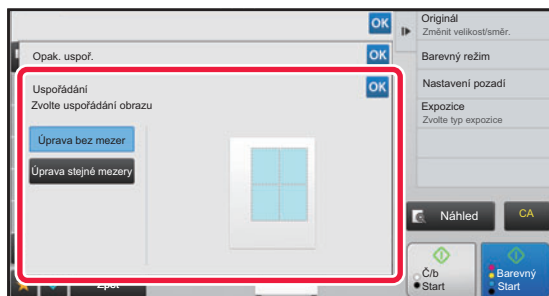 OK
Opak. uspoř.
OK
Uspořádání
OK
Zvolte uspořádání obrazu
Úprava bez mezer
Úprava stejné mezery
Originál
Změnit velikost/směr.
Barevný režim
Nastavení pozadí
Expozice
Zvolte typ expozice
Náhled
CA
Č/b
Start
Barevný
Start